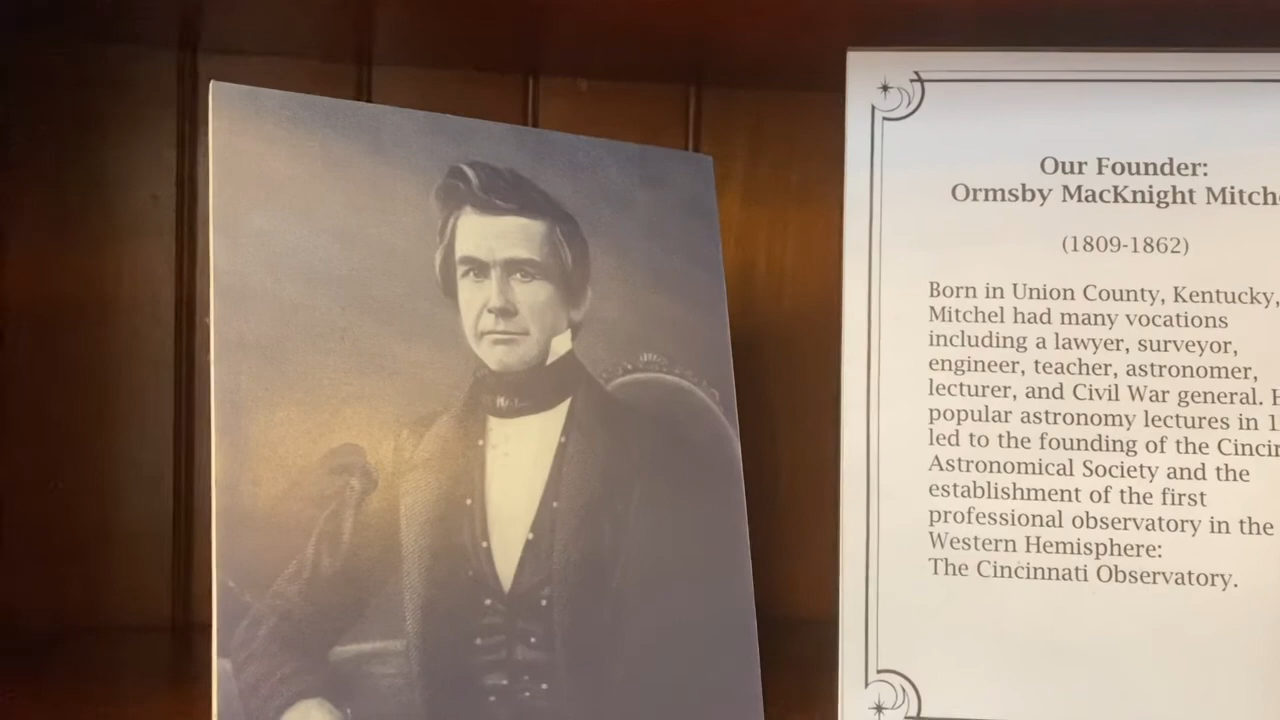 Our Founder:
Ormsby MacKnight
(1809-1862)
Born in Union County, Kentucky,
Mitchel had many vocations
including a lawyer, surveyor,
engineer, teacher, astronomer,
lecturer, and Civil War general.
popular astronomy lectures in
led to the founding of the
Astronomical Society and the
establishment of the first
professional observatory in the
Western Hemisphere:
The Cincinnati Observatory.